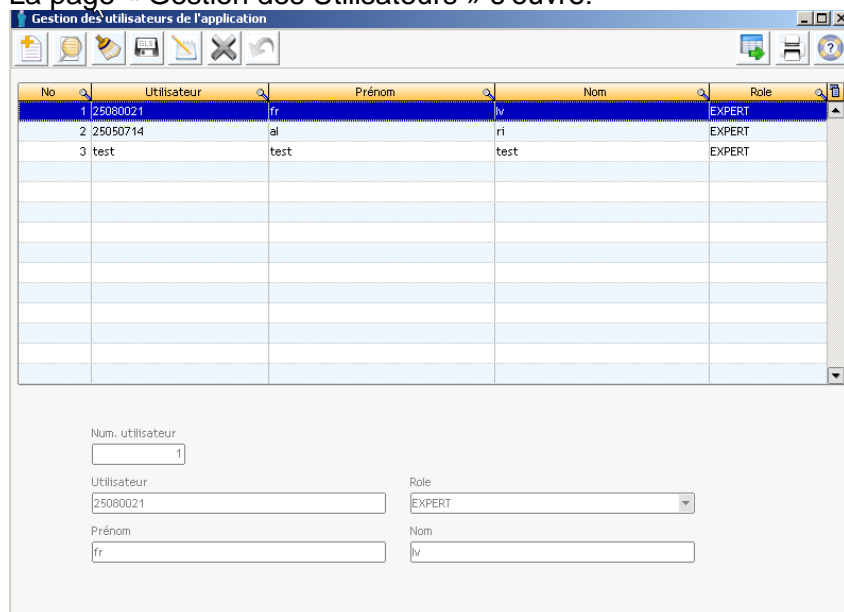 La page « Gestion des Utilisateurs » s'ouvre.
Gestion des utilisateurs de l'application
GLS
No Utilisateur Prénom Nom Role
1 25080021 fr lv EXPERT
2 25050714 al ri EXPERT
3 test test test EXPERT
Num. utilisateur
1
Utilisateur Role
25080021 EXPERT
Prénom Nom
fr lv